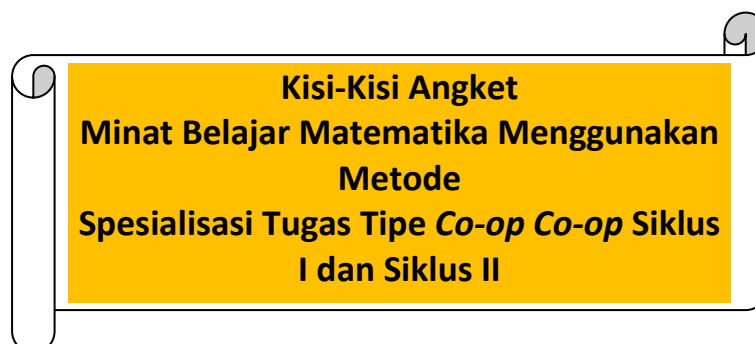 Kisi-Kisi Angket
Minat Belajar Matematika Menggunakan
Metode
Spesialisasi Tugas Tipe Co-op Co-op Siklus
I dan Siklus II